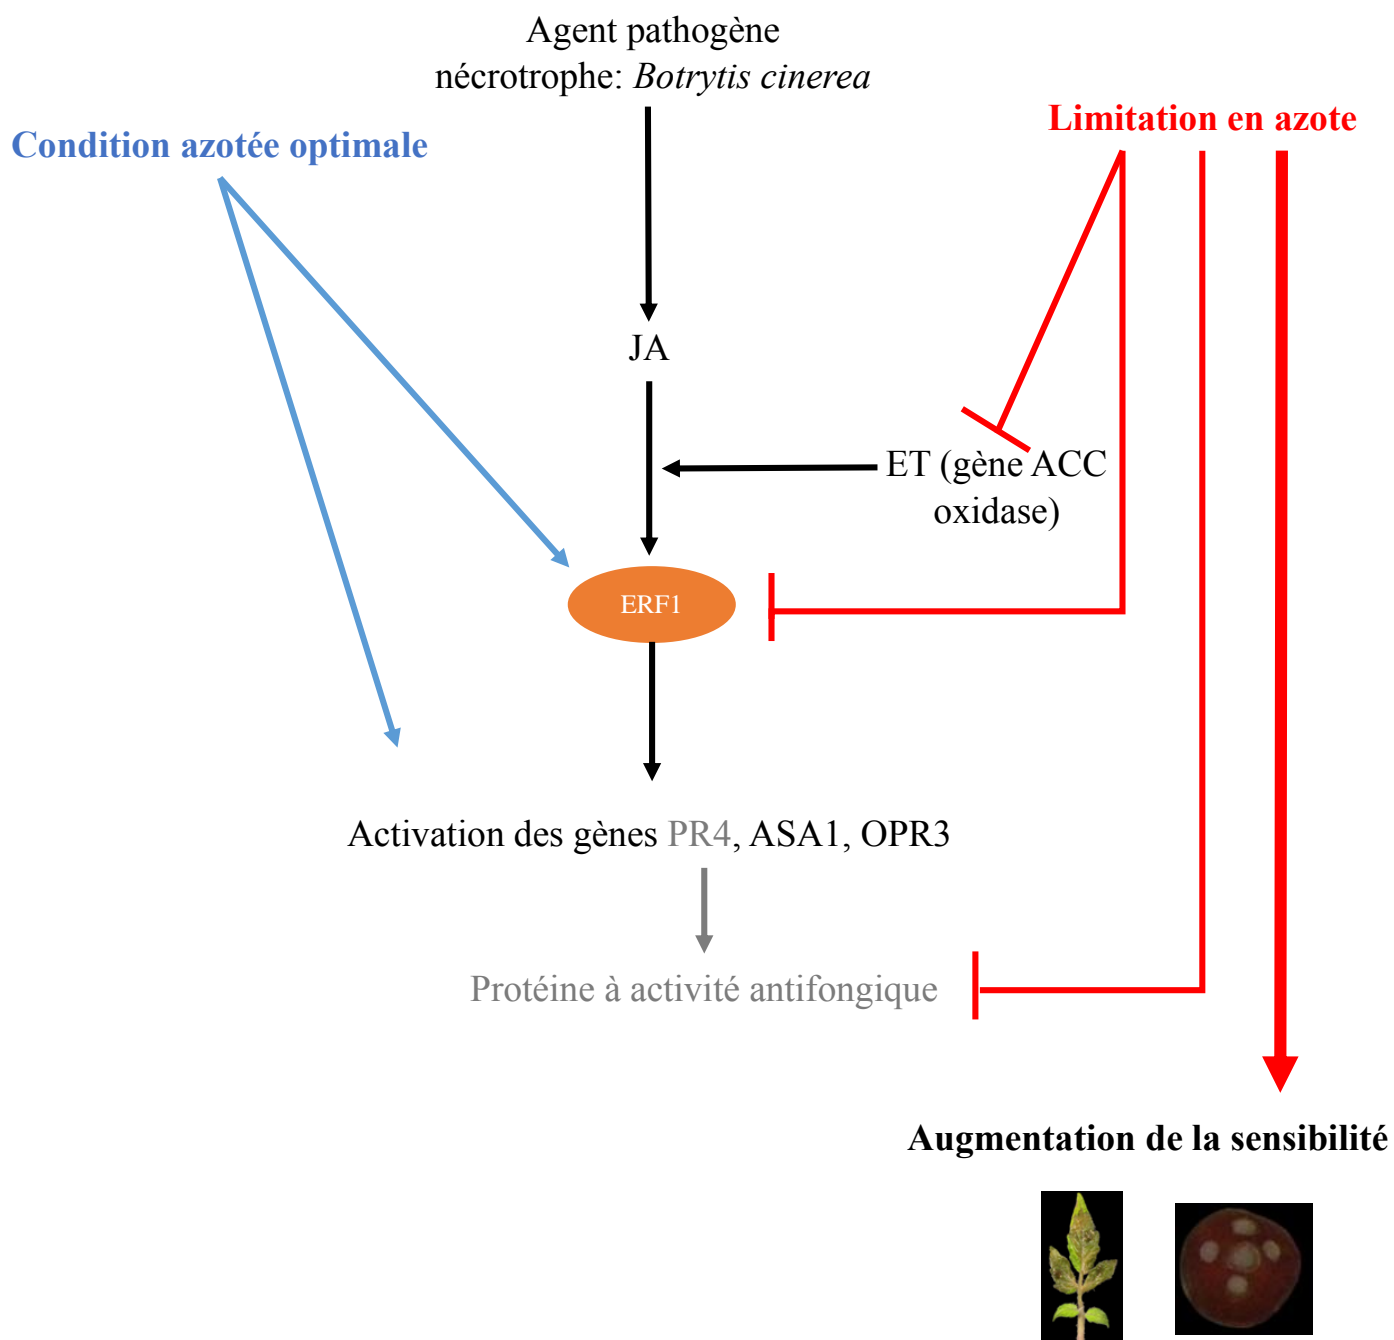 Agent pathogène
nécrotrophe: Botrytis cinerea
Condition azotée optimale
Limitation en azote
JA
ET (gène ACC
oxidase)
ERF1
Activation des gènes PR4, ASA1, OPR3
Protéine à activité antifongique
Augmentation de la sensibilité